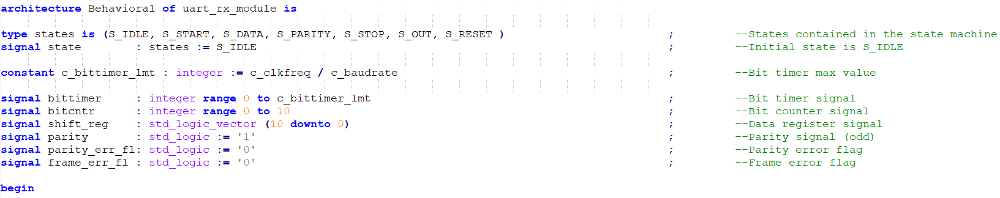 architecture Behavioral of uart_rx_module is
type states is (S_IDLE, S_START, S_DATA, S_PARITY, S_STOP, S_OUT, S_RESET ) ; --States contained in the state machine
signal state : states := S_IDLE ; --Initial state is S_IDLE
constant c_bittimer_lmt : integer := c_clkfreq / c_baudrate ; --Bit timer max value
signal bittimer : integer range 0 to c_bittimer_lmt ; --Bit timer signal
signal bitcntr : integer range 0 to 10 ; --Bit counter signal
signal shift_reg : std_logic_vector (10 downto 0) ; --Data register signal
signal parity : std_logic := '1' ; --Parity signal (odd)
signal parity_err_fl: std_logic := '0' ; --Parity error flag
signal frame_err_fl : std_logic := '0' ; --Frame error flag
begin